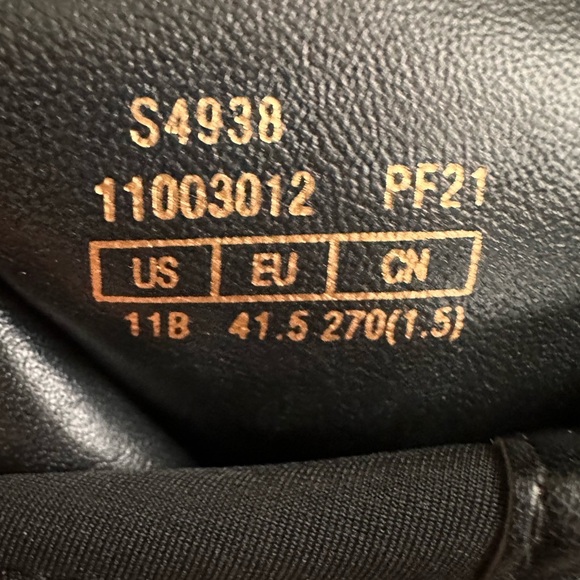 S4938
11003012 PF21
US EU CN
11B 41.5 270(1.5)